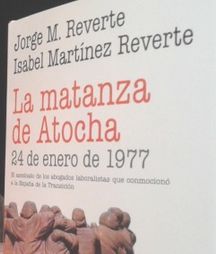 Jorge M. Reverte
Isabel Martínez Reverte
La matanza
de Atocha
24 de enero de 1977
El asesinato de los abogados laboralistas que conmocionó
a la España de la Transición